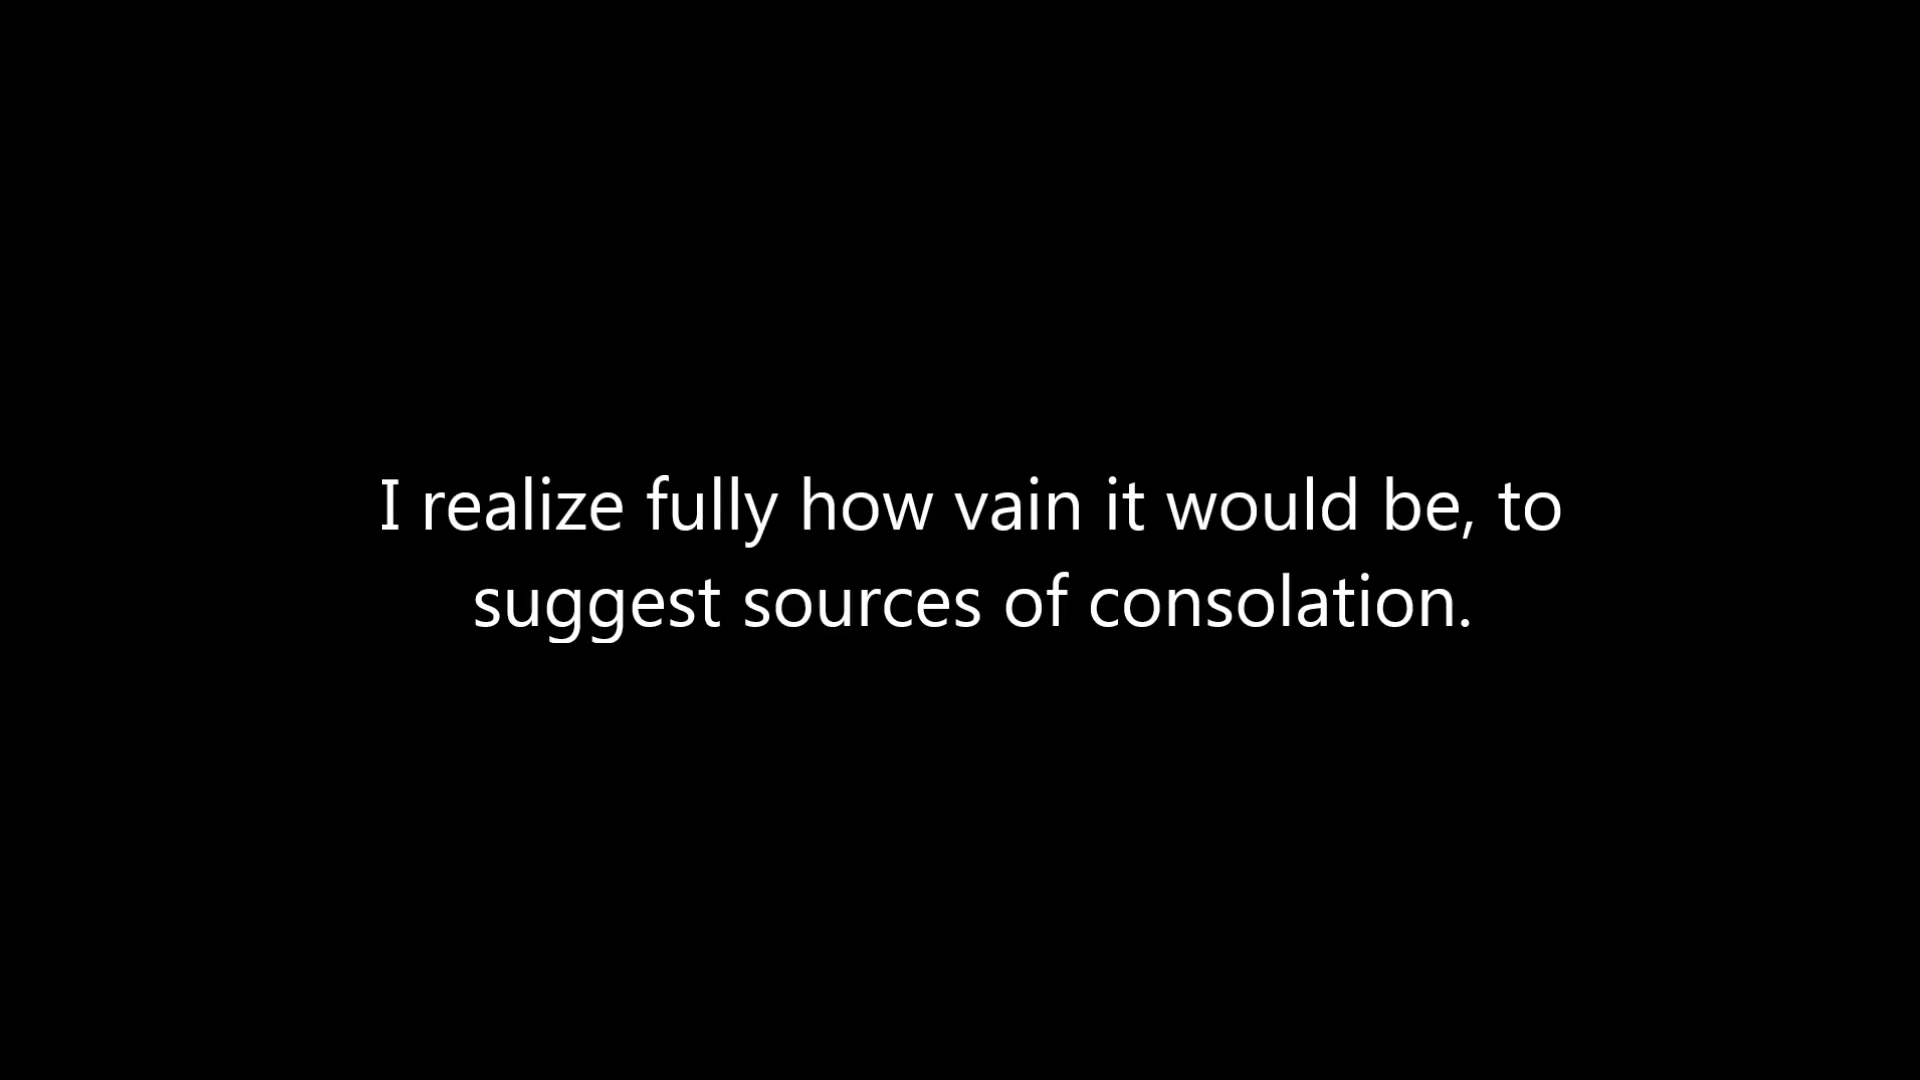 I realize fully how vain it would be, to
suggest sources of consolation.